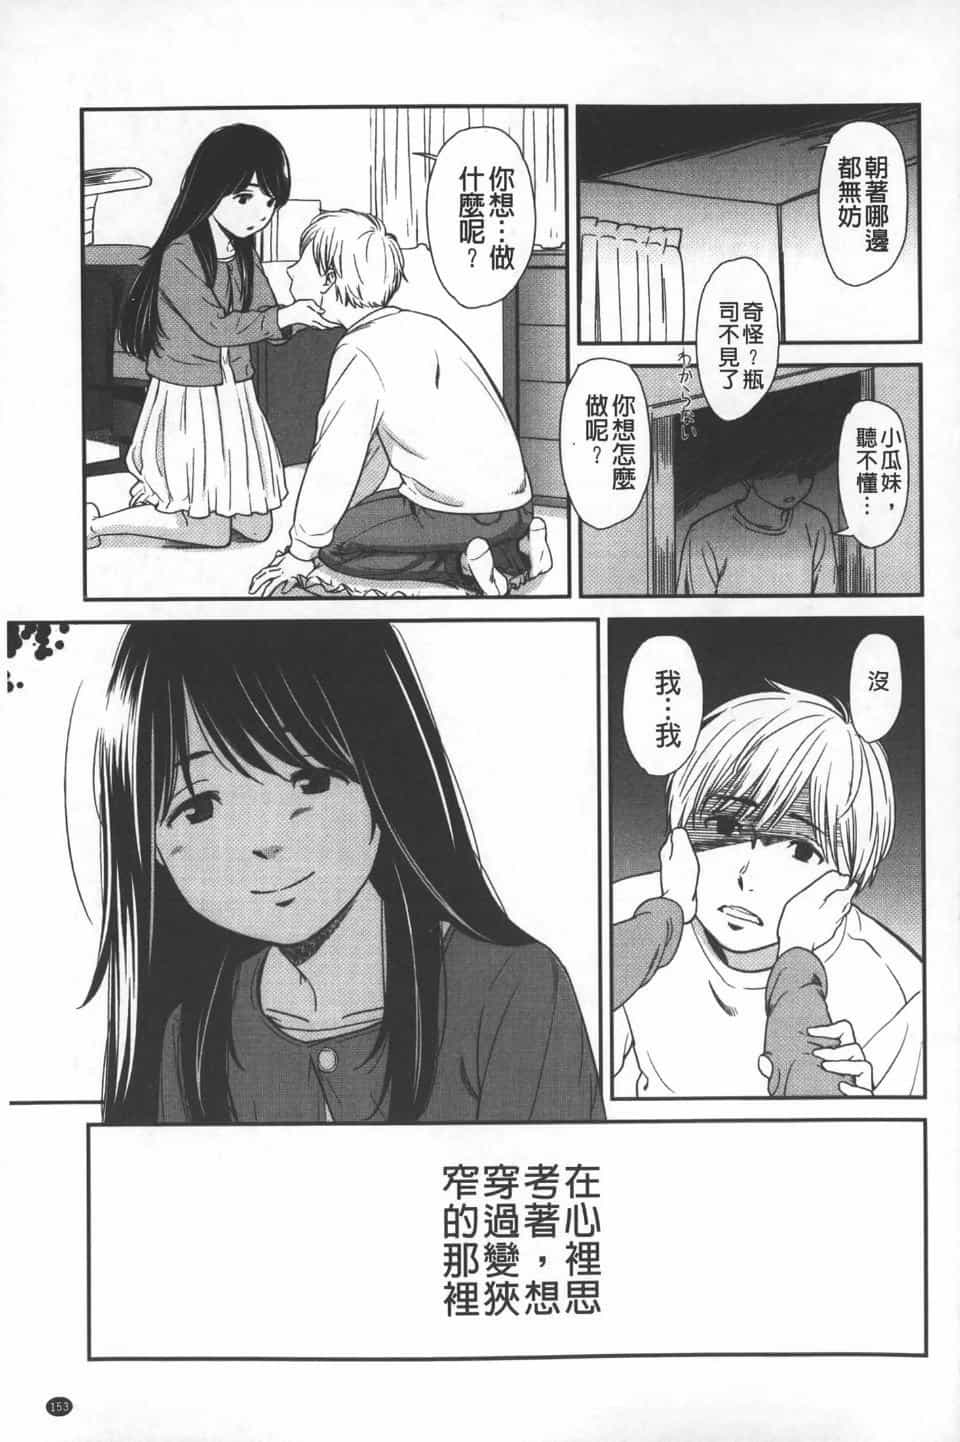 朝著哪邊
都無妨
奇怪？瓶
司不見了
わからない
小瓜妹，
聽不懂…
你想怎麼
做呢？
你想…做
什麼呢？
沒
我…我
在心裡思
考著，想
穿過變狹
窄的那裡
153